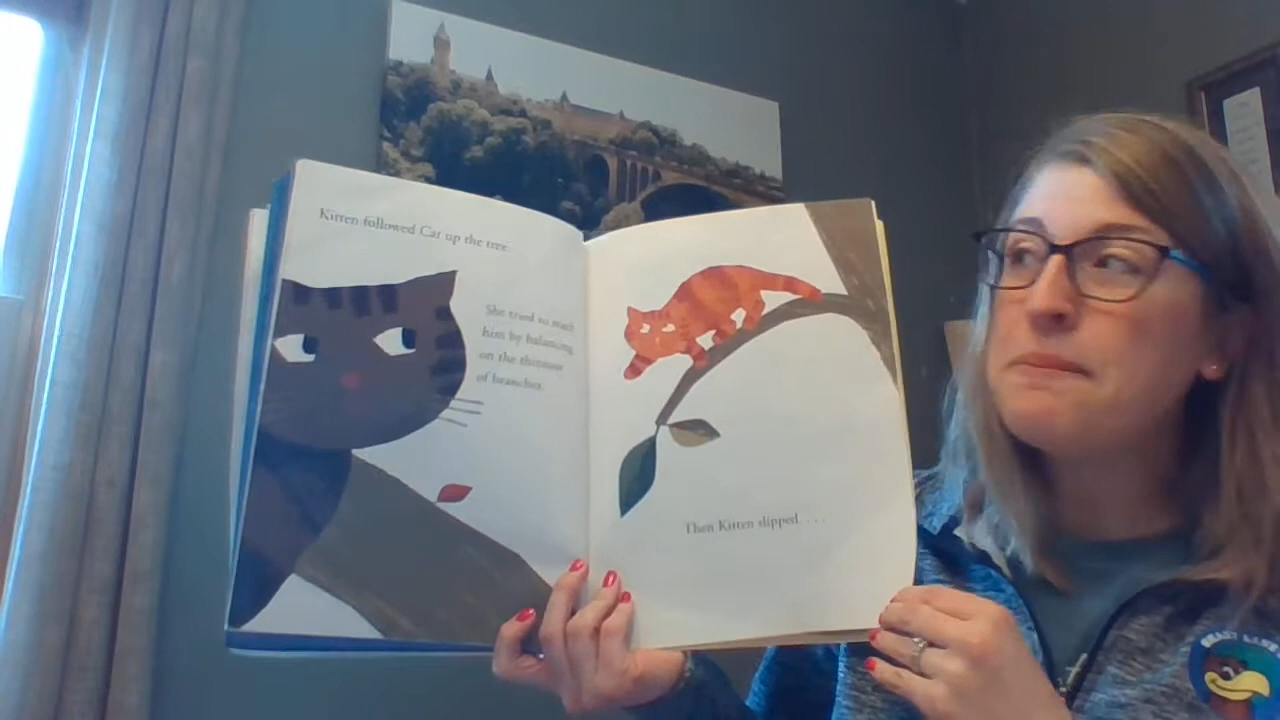 Kitten followed Cat up the tree.
She tried to match
him by balancing
on the thinnest
of branches.
Then Kitten slipped. . . .